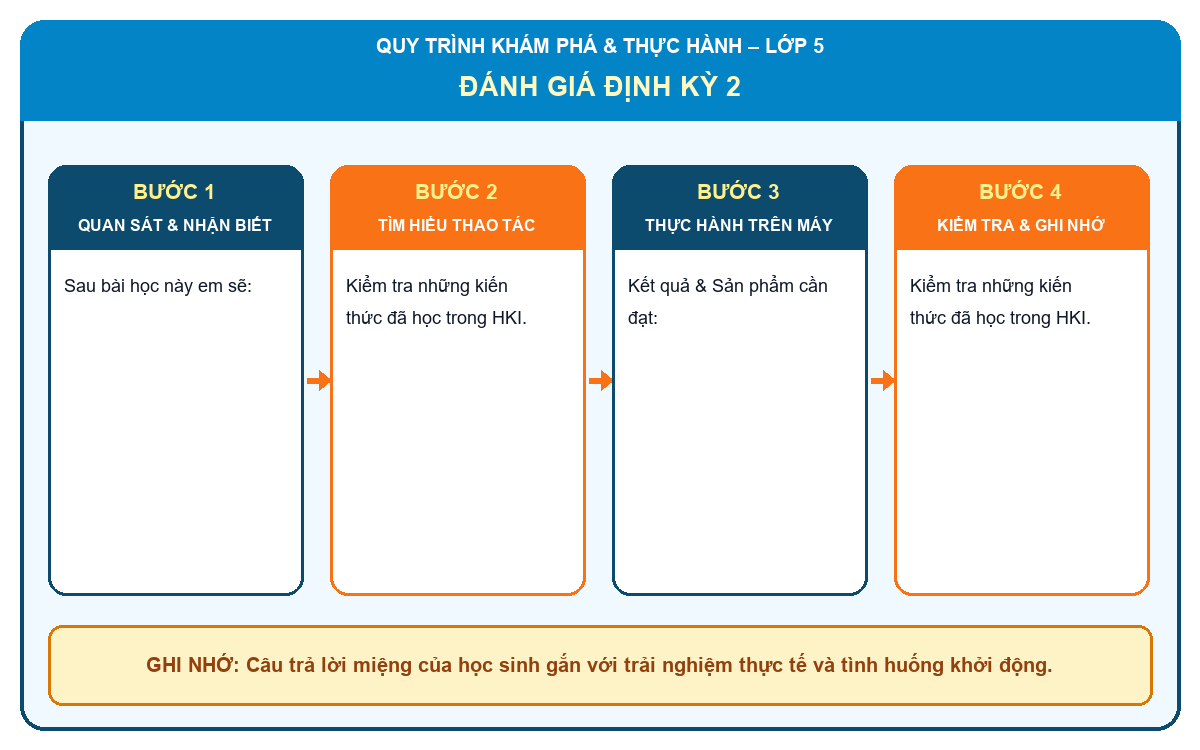 QUY TRÌNH KHÁM PHÁ & THỰC HÀNH – LỚP 5
ĐÁNH GIÁ ĐỊNH KỲ 2
BƯỚC 1
QUAN SÁT & NHẬN BIẾT
Sau bài học này em sẽ:
BƯỚC 2
TÌM HIỂU THAO TÁC
Kiểm tra những kiến
thức đã học trong HKI.
BƯỚC 3
THỰC HÀNH TRÊN MÁY
Kết quả & Sản phẩm cần
đạt:
BƯỚC 4
KIỂM TRA & GHI NHỚ
Kiểm tra những kiến
thức đã học trong HKI.
GHI NHỚ: Câu trả lời miệng của học sinh gắn với trải nghiệm thực tế và tình huống khởi động.